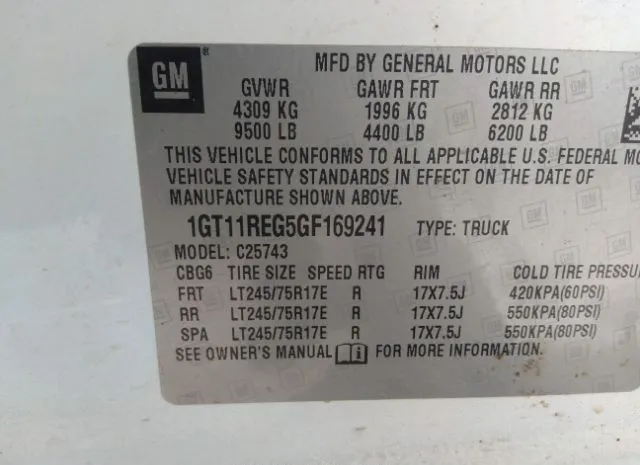 GM
®
MFD BY GENERAL MOTORS LLC
GVWR GAWR FRT GAWR RR
4309 KG 1996 KG 2812 KG
9500 LB 4400 LB 6200 LB
THIS VEHICLE CONFORMS TO ALL APPLICABLE U.S. FEDERAL MO
VEHICLE SAFETY STANDARDS IN EFFECT ON THE DATE OF
MANUFACTURE SHOWN ABOVE.
1GT11REG5GF169241 TYPE: TRUCK
MODEL: C25743
CBG6 TIRE SIZE SPEED RTG RIM COLD TIRE PRESSU
FRT LT245/75R17E R 17X7.5J 420KPA(60PSI)
RR LT245/75R17E R 17X7.5J 550KPA(80PSI)
SPA LT245/75R17E R 17X7.5J 550KPA(80PSI)
SEE OWNER'S MANUAL FOR MORE INFORMATION.